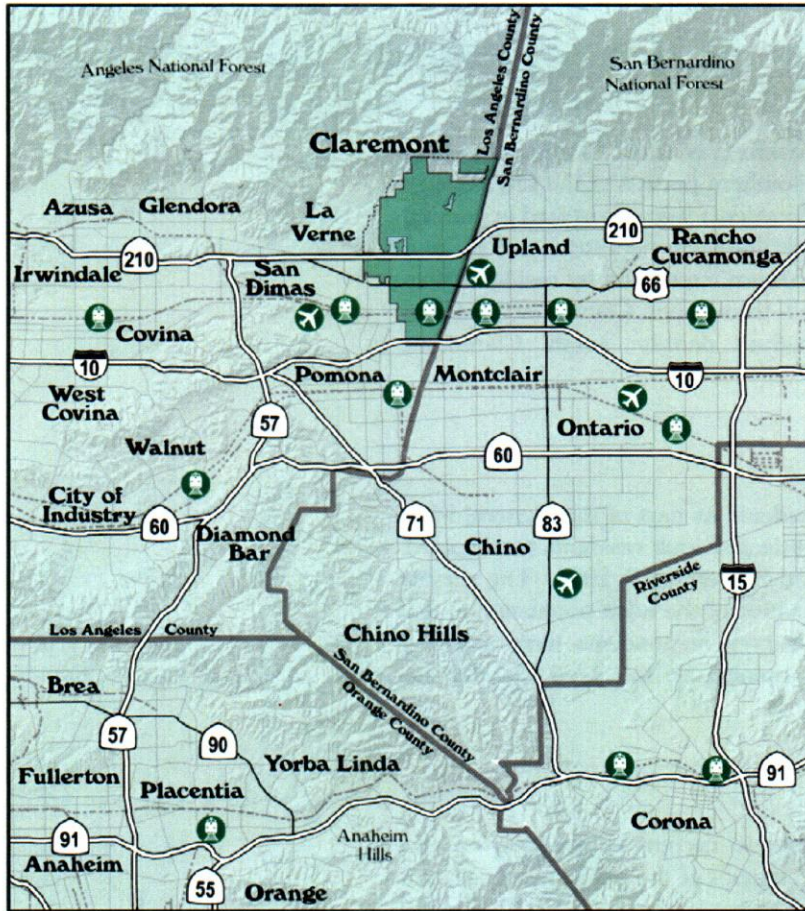 Angeles National Forest
San Bernardino
National Forest
Los Angeles County
San Bernardino County
Claremont
Azusa
Glendora
La
Verne
210
Upland
210
Rancho
Cucamonga
Irwindale
210
San
Dimas
66
Covina
10
West
Covina
Pomona
Montclair
10
57
Ontario
Walnut
60
City of
Industry
60
Diamond
Bar
71
83
Chino
15
Riverside
County
Los Angeles County
Chino Hills
San Bernardino County
Orange County
Brea
57
90
Yorba Linda
Fullerton
Placentia
91
Corona
91
Anaheim
Hills
Anaheim
55
Orange